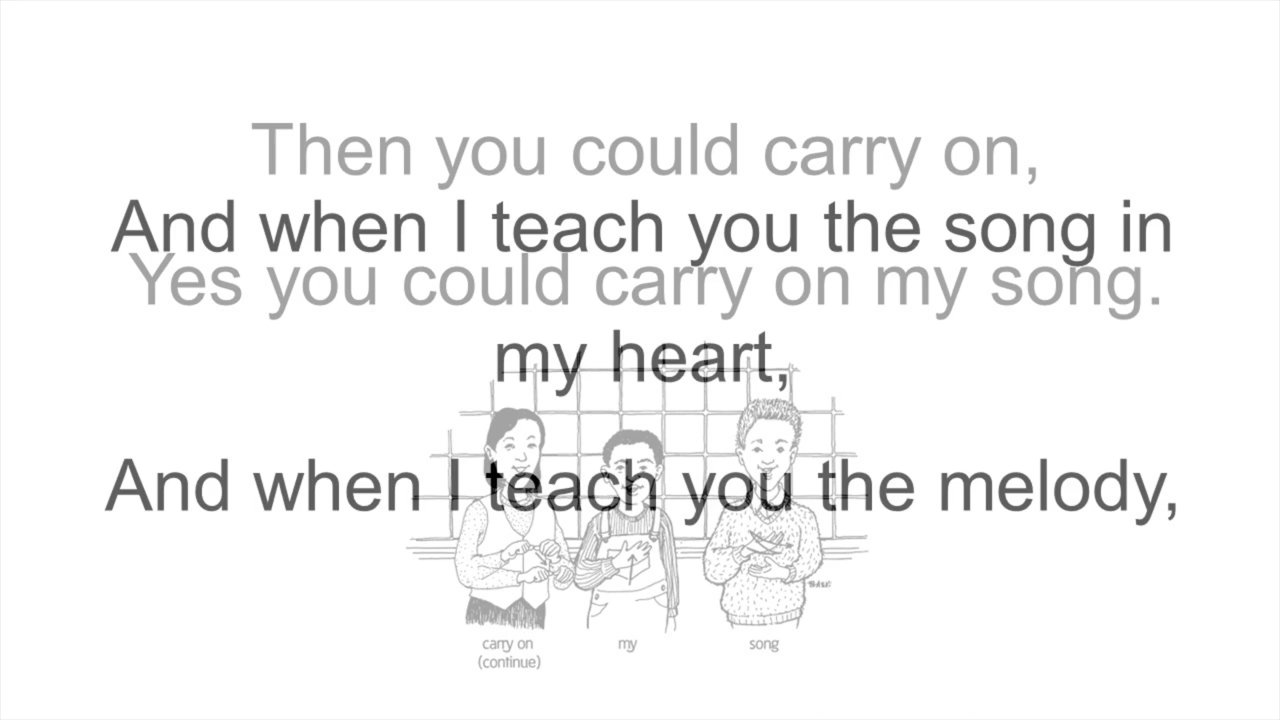 Then you could carry on,
And when I teach you the song in
Yes you could carry on my song.
my heart,
And when I teach you the melody,
carry on
(continue)
my
song